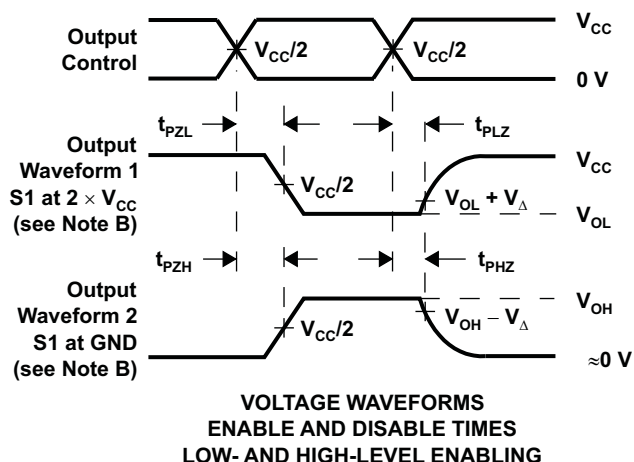 Output
Control
V_CC/2
V_CC/2
V_CC
0 V
t_PZL
t_PLZ
Output
Waveform 1
S1 at 2 × V_CC
(see Note B)
V_CC/2
V_CC
V_OL + V_Δ
V_OL
t_PZH
t_PHZ
Output
Waveform 2
S1 at GND
(see Note B)
V_CC/2
V_OH
V_OH − V_Δ
≈0 V
VOLTAGE WAVEFORMS
ENABLE AND DISABLE TIMES
LOW- AND HIGH-LEVEL ENABLING